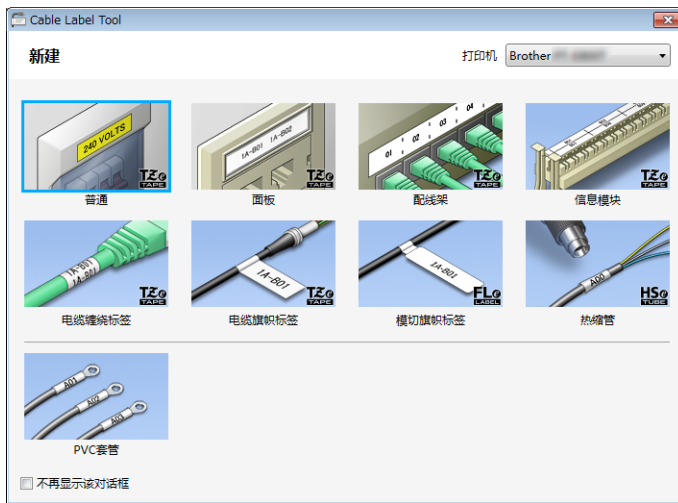 Cable Label Tool
新建
打印机 Brother
240 VOLTS
TZe
TAPE
普通
1A-B01 1A-B02
TZe
TAPE
面板
01 02 03 04
TZe
TAPE
配线架
TZe
TAPE
信息模块
1A-B01
1A-B01
TZe
TAPE
电缆缠绕标签
1A-B01
TZe
TAPE
电缆旗帜标签
1A-B01
FLe
LABEL
模切旗帜标签
A00
HSe
TUBE
热缩管
A01
A02
A03
PVC套管
不再显示该对话框